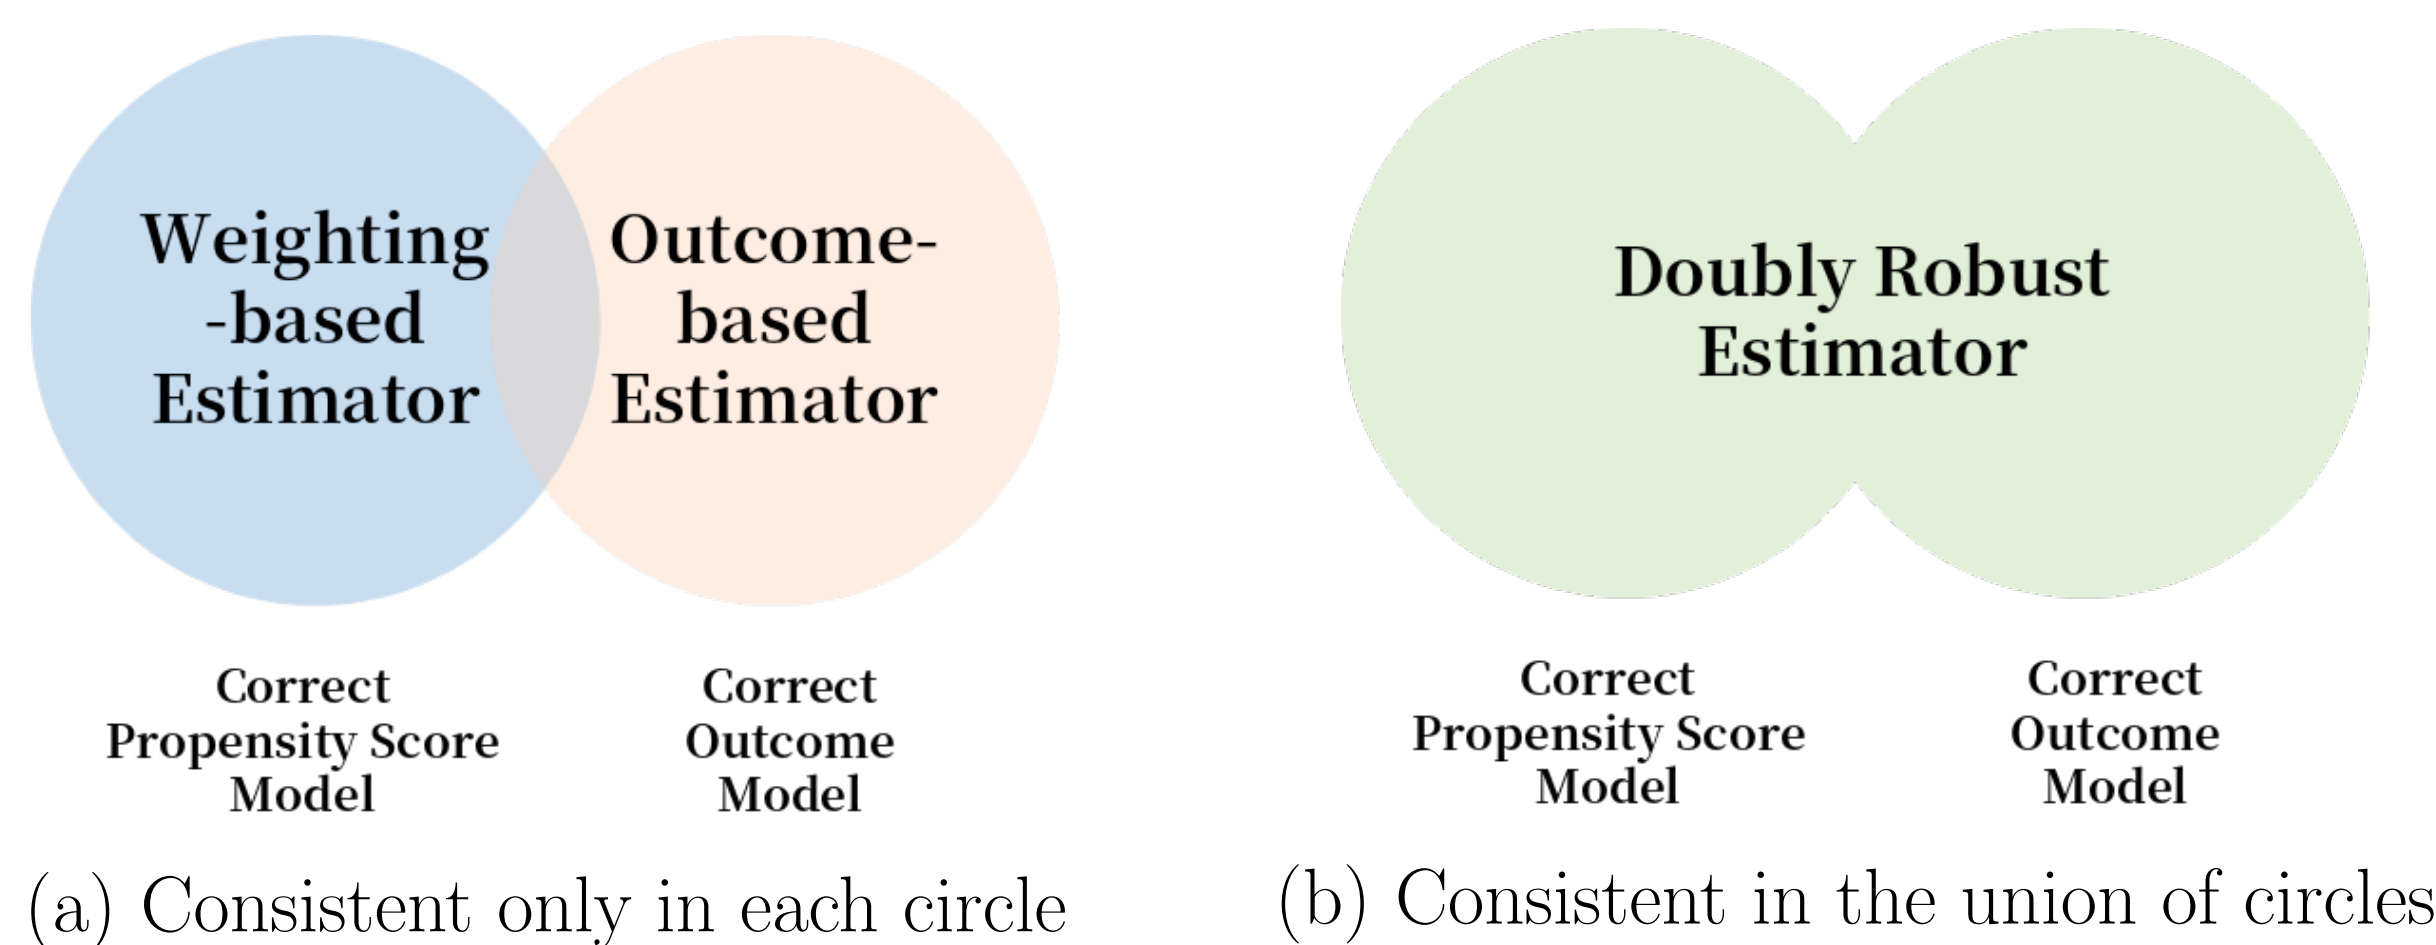 Weighting
-based
Estimator
Outcome-
based
Estimator
Correct
Propensity Score
Model
Correct
Outcome
Model
(a) Consistent only in each circle
Doubly Robust
Estimator
Correct
Propensity Score
Model
Correct
Outcome
Model
(b) Consistent in the union of circles